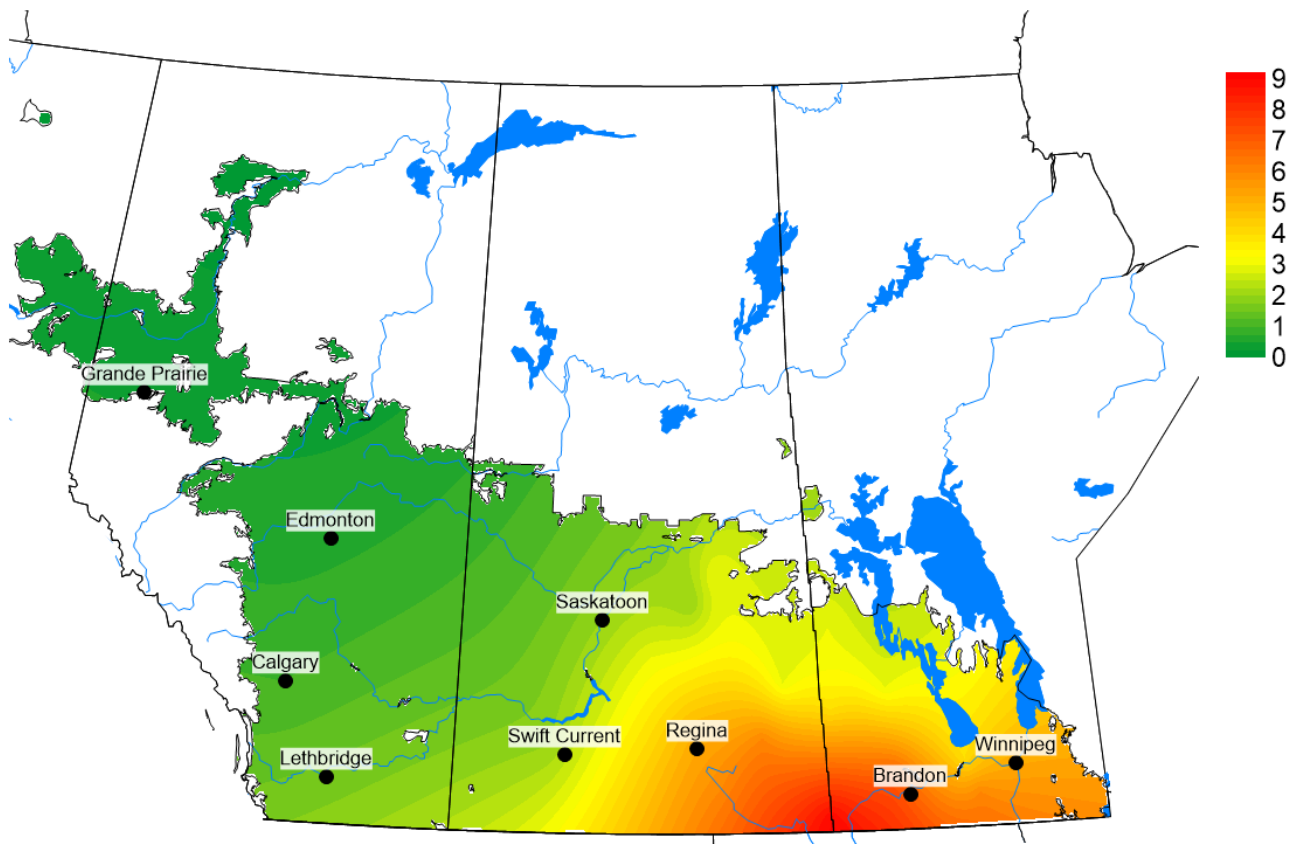 9
8
7
6
5
4
3
2
1
0
Grande Prairie
Edmonton
Saskatoon
Calgary
Regina
Swift Current
Winnipeg
Lethbridge
Brandon